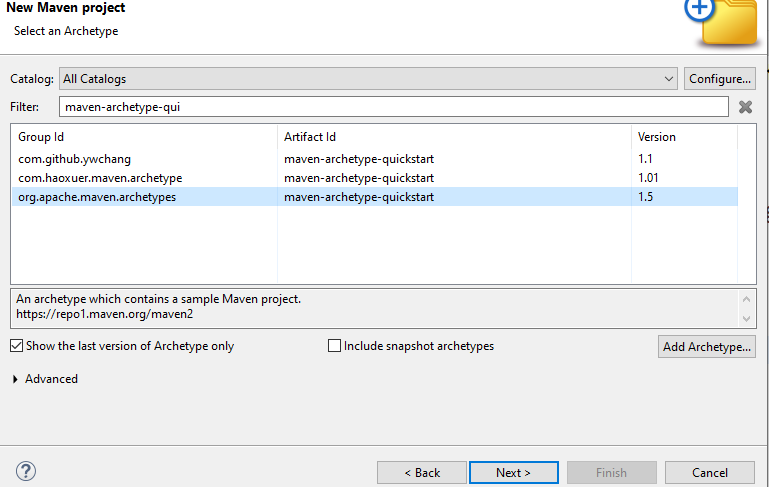 New Maven project
Select an Archetype
Catalog: All Catalogs Configure...
Filter: maven-archetype-qui
Group Id Artifact Id Version
com.github.ywchang maven-archetype-quickstart 1.1
com.haoxuer.maven.archetype maven-archetype-quickstart 1.01
org.apache.maven.archetypes maven-archetype-quickstart 1.5
An archetype which contains a sample Maven project.
https://repo1.maven.org/maven2
Show the last version of Archetype only Include snapshot archetypes Add Archetype...
Advanced
? < Back Next > Finish Cancel